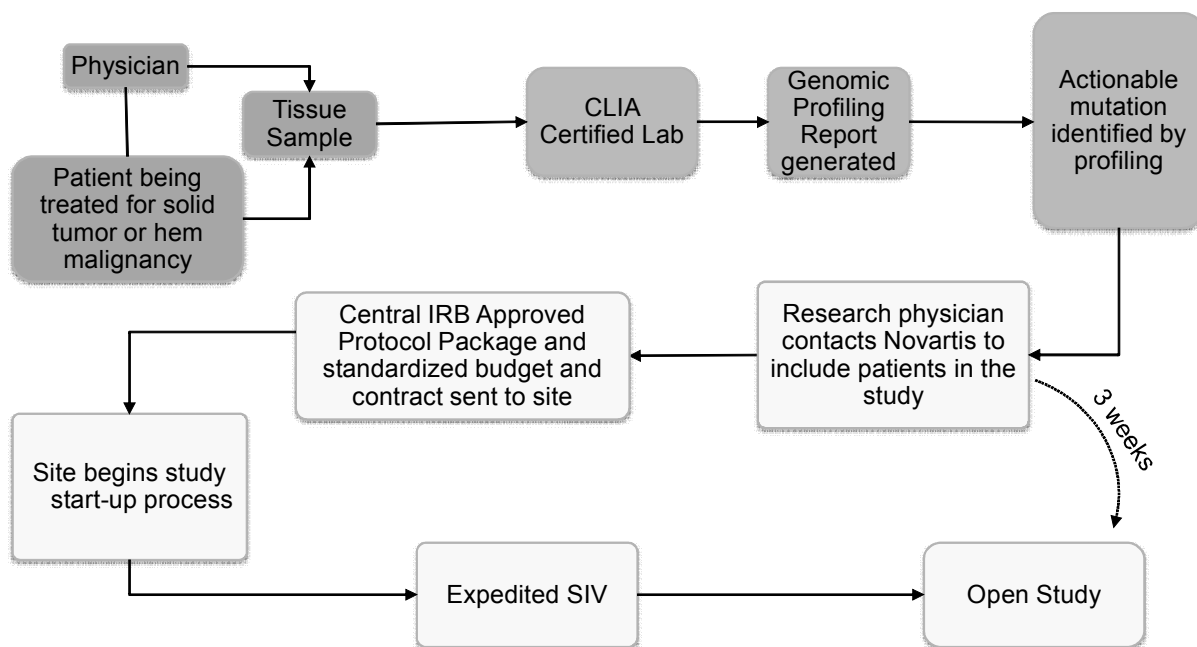 Physician
Tissue
Sample
Patient being
treated for solid
tumor or hem
malignancy
CLIA
Certified Lab
Genomic
Profiling
Report
generated
Actionable
mutation
identified by
profiling
Research physician
contacts Novartis to
include patients in the
study
Central IRB Approved
Protocol Package and
standardized budget and
contract sent to site
Site begins study
start-up process
Expedited SIV
Open Study
3 weeks